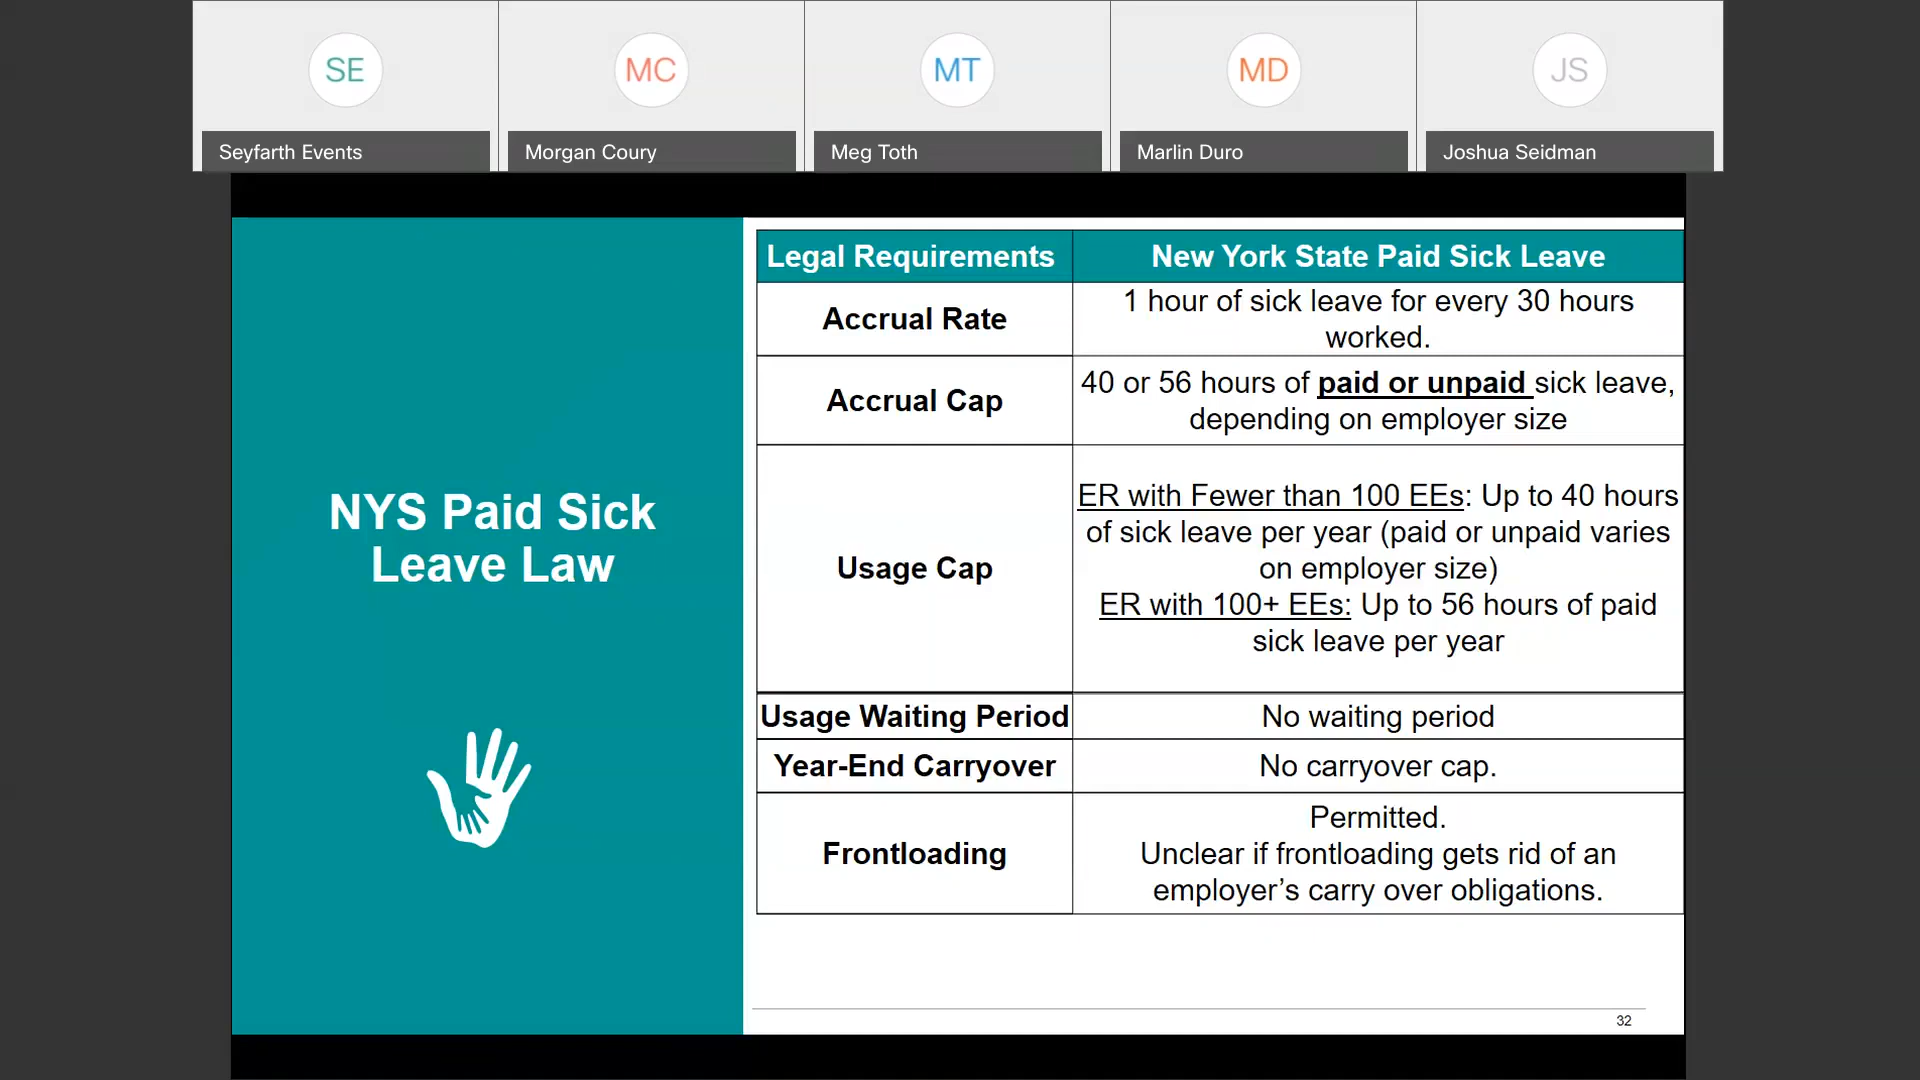 SE
MC
MT
MD
JS
Seyfarth Events
Morgan Coury
Meg Toth
Marlin Duro
Joshua Seidman
NYS Paid Sick
Leave Law
Legal Requirements
New York State Paid Sick Leave
Accrual Rate
1 hour of sick leave for every 30 hours
worked.
Accrual Cap
40 or 56 hours of paid or unpaid sick leave,
depending on employer size
Usage Cap
ER with Fewer than 100 EEs: Up to 40 hours
of sick leave per year (paid or unpaid varies
on employer size)
ER with 100+ EEs: Up to 56 hours of paid
sick leave per year
Usage Waiting Period
No waiting period
Year-End Carryover
No carryover cap.
Frontloading
Permitted.
Unclear if frontloading gets rid of an
employer’s carry over obligations.
32